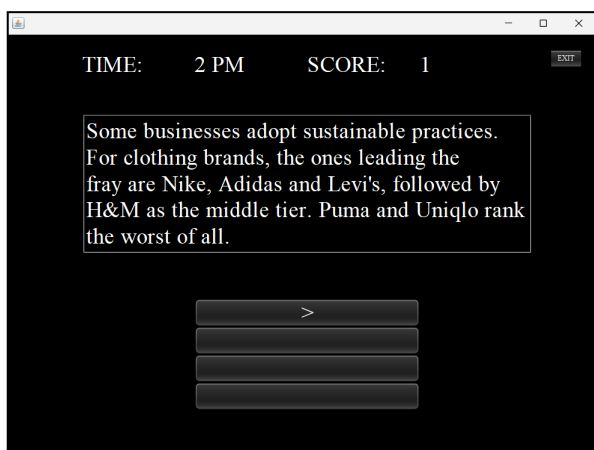 TIME: 2 PM SCORE: 1
EXIT
Some businesses adopt sustainable practices.
For clothing brands, the ones leading the
fray are Nike, Adidas and Levi's, followed by
H&M as the middle tier. Puma and Uniqlo rank
the worst of all.
>